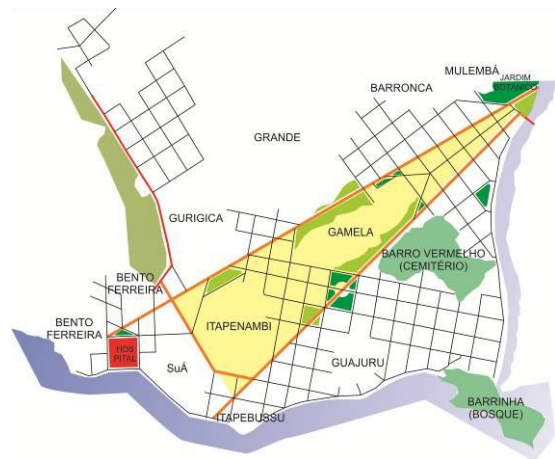 MULEMBÁ
JARDIM
BOTÂNICO
BARRONCA
GRANDE
GURIGICA
GAMELA
BARRO VERMELHO
(CEMITÉRIO)
BENTO
FERREIRA
BENTO
FERREIRA
ITAPENAMBI
HOS
PITAL
SuÁ
GUAJURU
BARRINHA
(BOSQUE)
ITAPEBUSSU